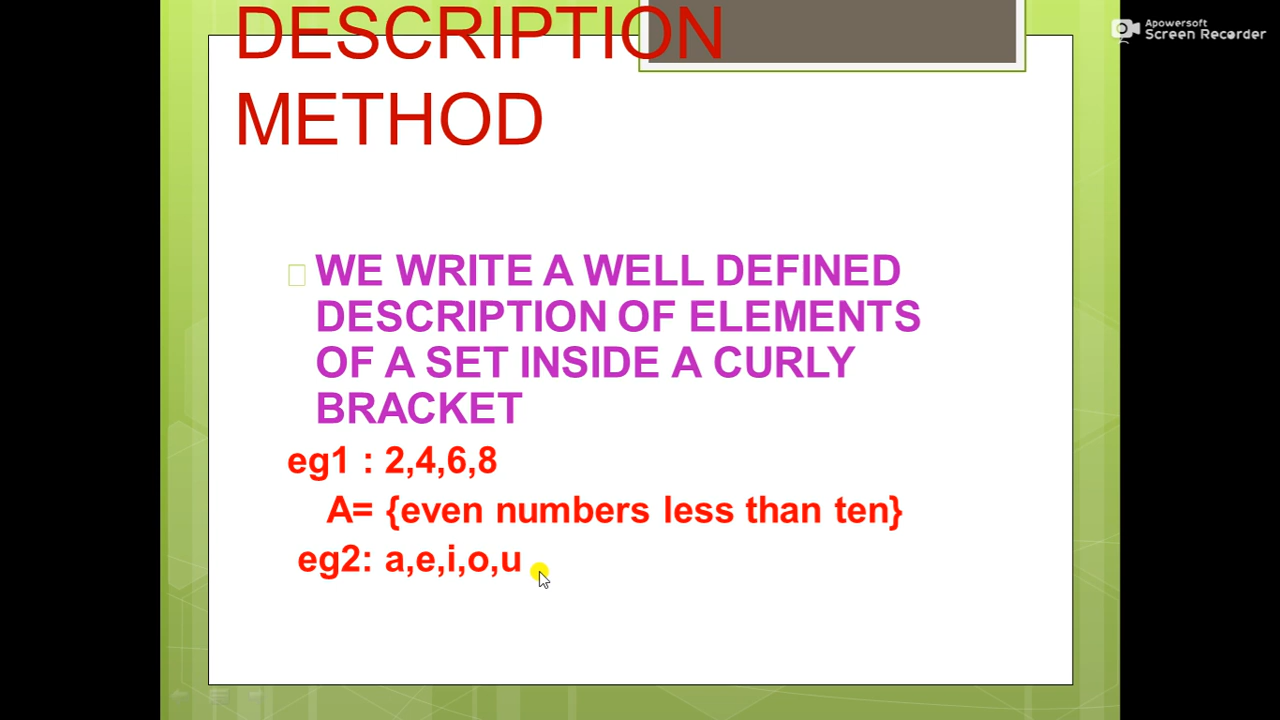 DESCRIPTION
METHOD
Apowersoft
Screen Recorder
WE WRITE A WELL DEFINED
DESCRIPTION OF ELEMENTS
OF A SET INSIDE A CURLY
BRACKET
eg1 : 2,4,6,8
A= {even numbers less than ten}
eg2: a,e,i,o,u